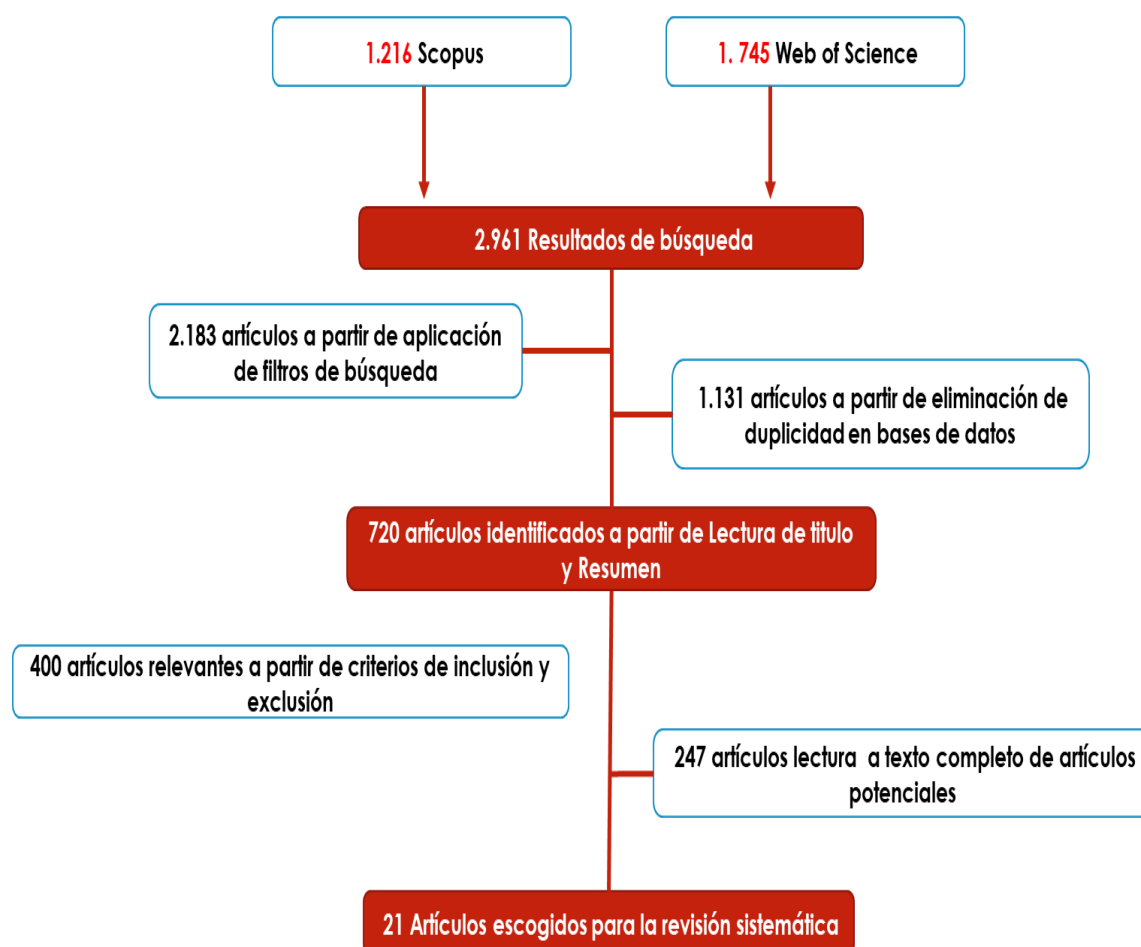 1.216 Scopus
1. 745 Web of Science
2.961 Resultados de búsqueda
2.183 artículos a partir de aplicación
de filtros de búsqueda
1.131 artículos a partir de eliminación de
duplicidad en bases de datos
720 artículos identificados a partir de Lectura de titulo
y Resumen
400 artículos relevantes a partir de criterios de inclusión y
exclusión
247 artículos lectura a texto completo de artículos
potenciales
21 Artículos escogidos para la revisión sistemática